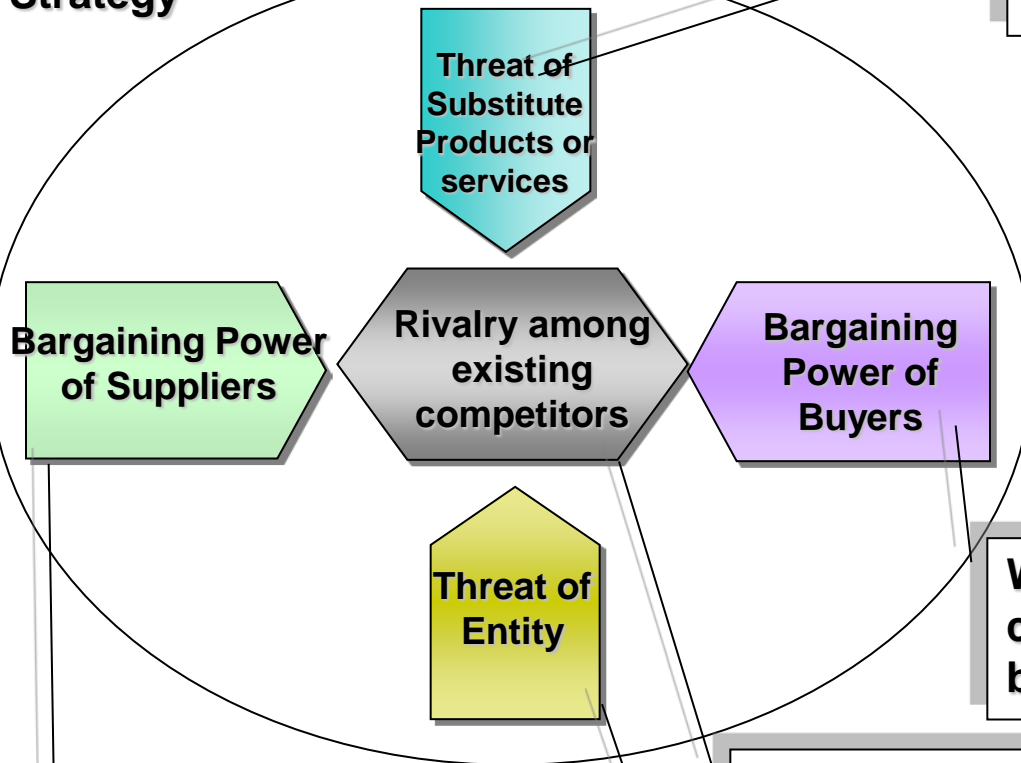 Strategy
Threat of
Substitute
Products or
services
Bargaining Power
of Suppliers
Rivalry among
existing
competitors
Bargaining
Power of
Buyers
Threat of
Entity